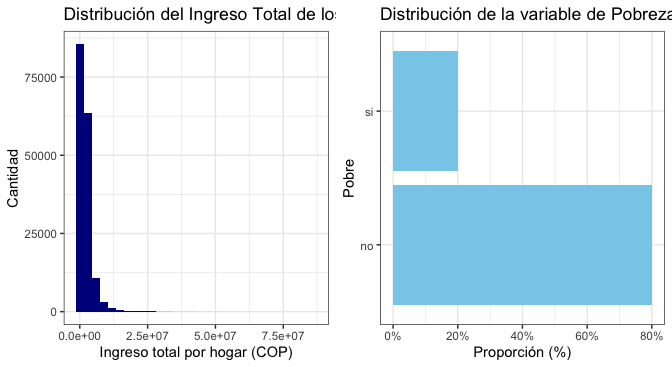 Distribución del Ingreso Total de
Cantidad
75000
50000
25000
0
0.0e+00 2.5e+07 5.0e+07 7.5e+07
Ingreso total por hogar (COP)
Distribución de la variable de Pobreza
Pobre
si
no
0% 20% 40% 60% 80%
Proporción (%)